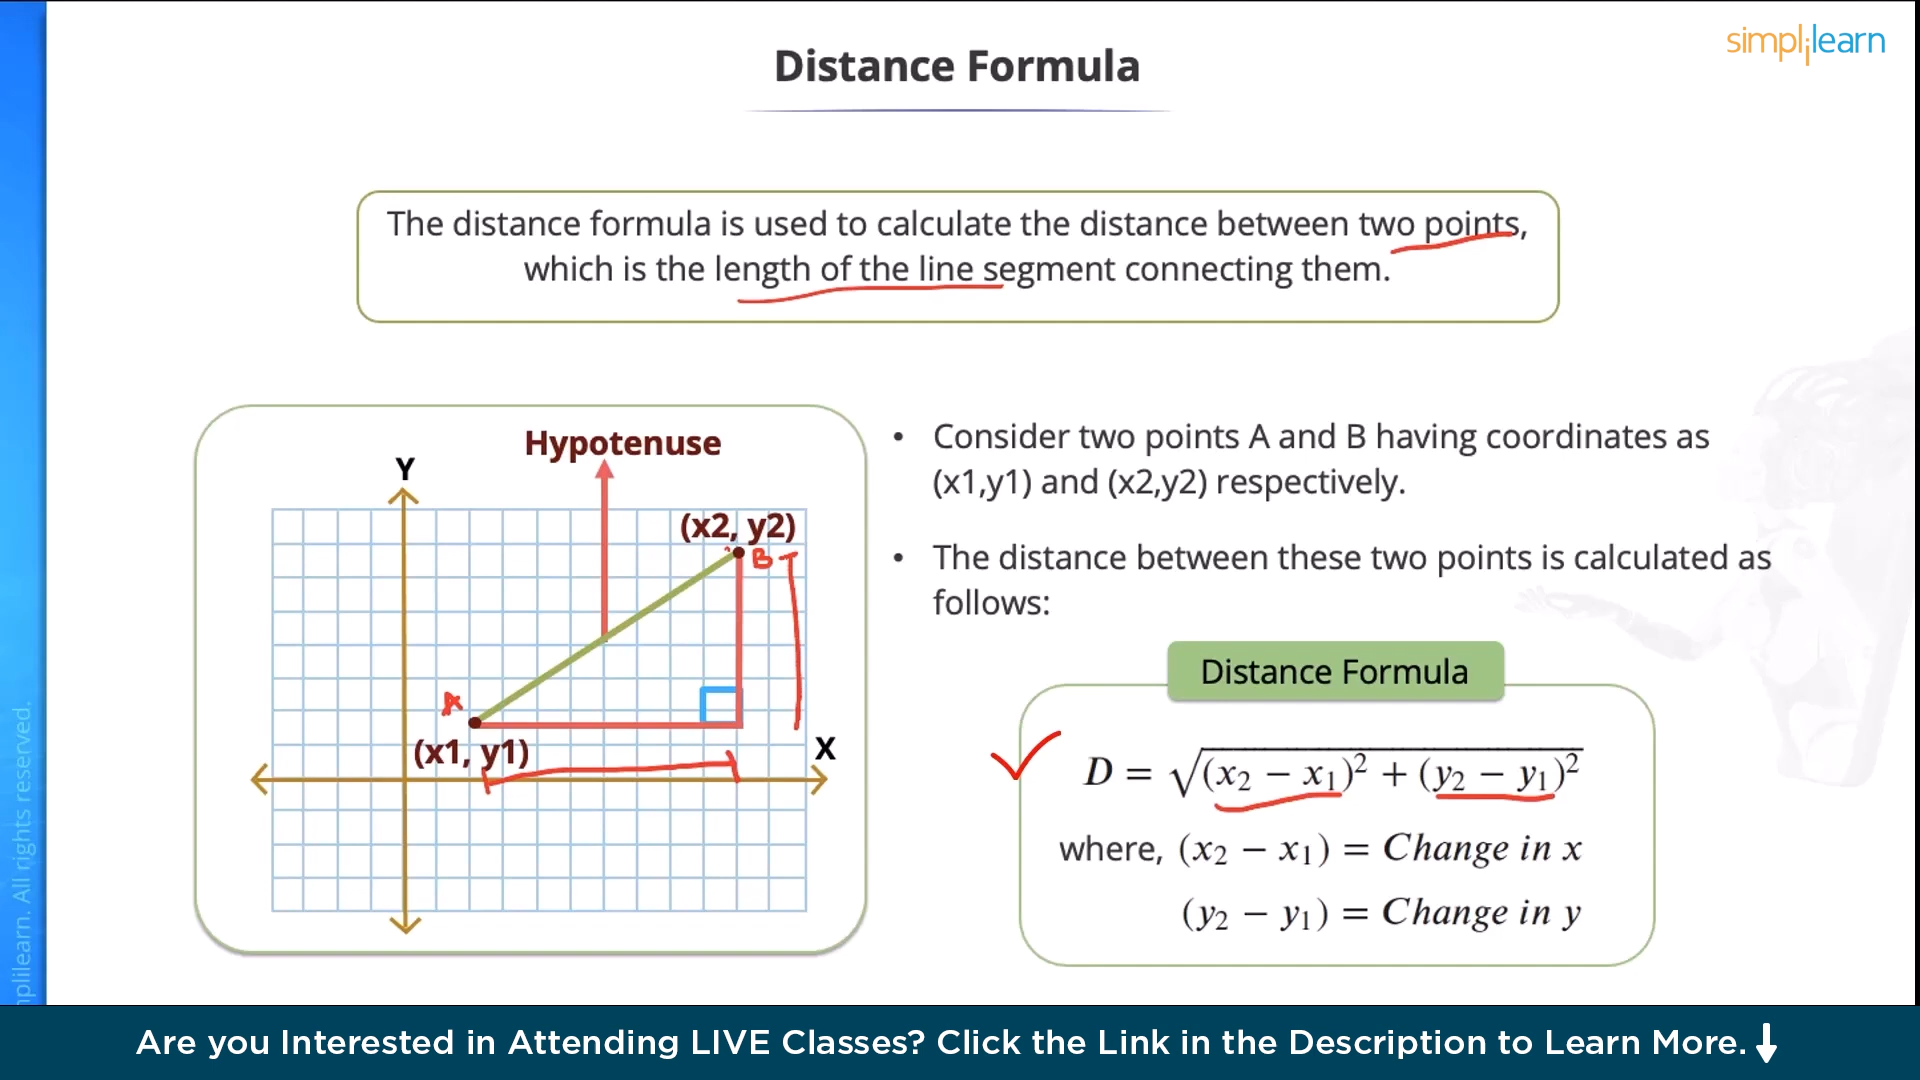 simplilearn
Distance Formula
The distance formula is used to calculate the distance between two points,
which is the length of the line segment connecting them.
Hypotenuse
Y
(x2, y2)
B
A
(x1, y1)
X
• Consider two points A and B having coordinates as
(x1,y1) and (x2,y2) respectively.
• The distance between these two points is calculated as
follows:
Distance Formula
D = √(x₂ − x₁)² + (y₂ − y₁)²
where, (x₂ − x₁) = Change in x
(y₂ − y₁) = Change in y
plilearn. All rights reserved.
Are you Interested in Attending LIVE Classes? Click the Link in the Description to Learn More.